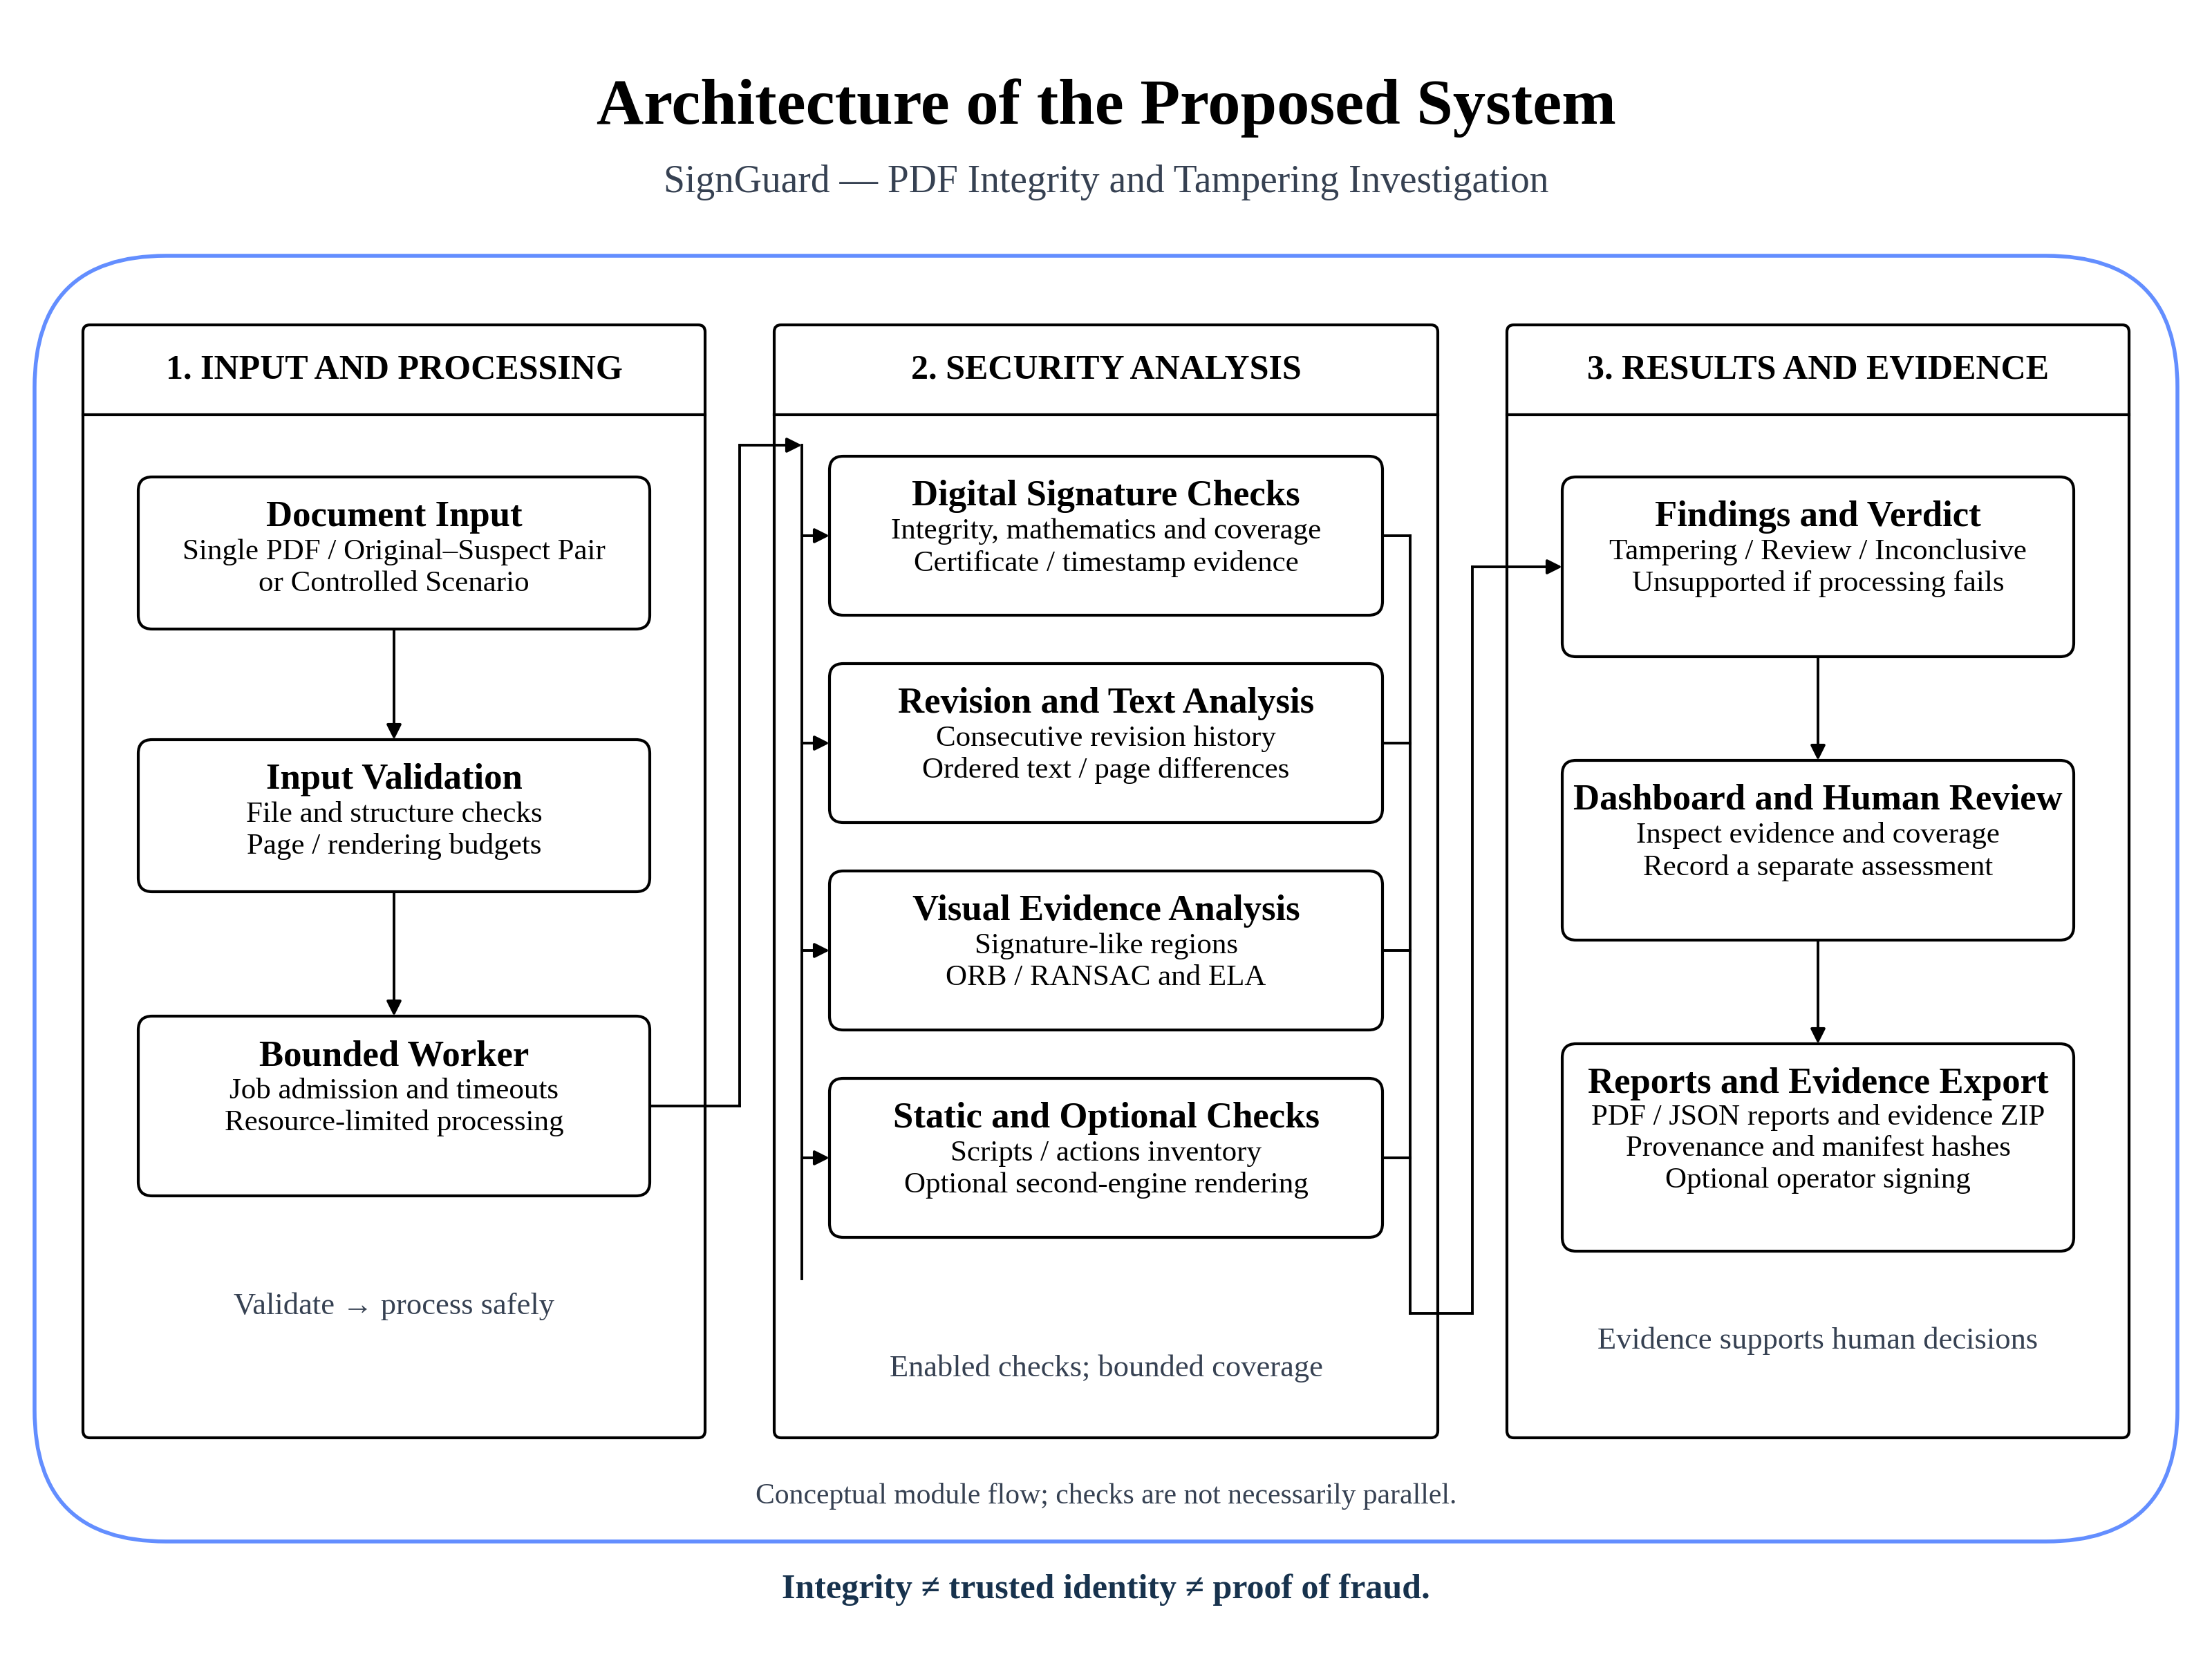 Architecture of the Proposed System
SignGuard — PDF Integrity and Tampering Investigation
1. INPUT AND PROCESSING
Document Input
Single PDF / Original–Suspect Pair
or Controlled Scenario
Input Validation
File and structure checks
Page / rendering budgets
Bounded Worker
Job admission and timeouts
Resource-limited processing
Validate → process safely
2. SECURITY ANALYSIS
Digital Signature Checks
Integrity, mathematics and coverage
Certificate / timestamp evidence
Revision and Text Analysis
Consecutive revision history
Ordered text / page differences
Visual Evidence Analysis
Signature-like regions
ORB / RANSAC and ELA
Static and Optional Checks
Scripts / actions inventory
Optional second-engine rendering
Enabled checks; bounded coverage
3. RESULTS AND EVIDENCE
Findings and Verdict
Tampering / Review / Inconclusive
Unsupported if processing fails
Dashboard and Human Review
Inspect evidence and coverage
Record a separate assessment
Reports and Evidence Export
PDF / JSON reports and evidence ZIP
Provenance and manifest hashes
Optional operator signing
Evidence supports human decisions
Conceptual module flow; checks are not necessarily parallel.
Integrity ≠ trusted identity ≠ proof of fraud.